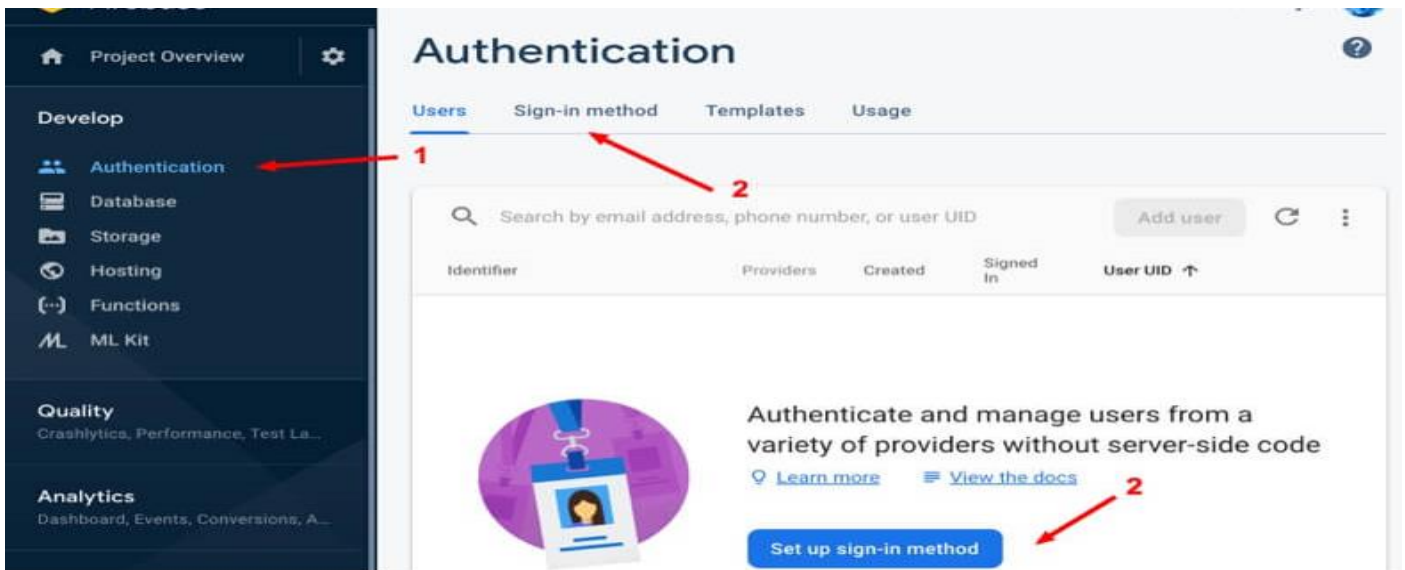 Project Overview
Develop
Authentication
Database
Storage
Hosting
Functions
ML Kit
Quality
Crashlytics, Performance, Test La...
Analytics
Dashboard, Events, Conversions, A...
Authentication
Users Sign-in method Templates Usage
1
2
Search by email address, phone number, or user UID Add user
Identifier Providers Created Signed In User UID
Authenticate and manage users from a
variety of providers without server-side code
Learn more View the docs
2
Set up sign-in method